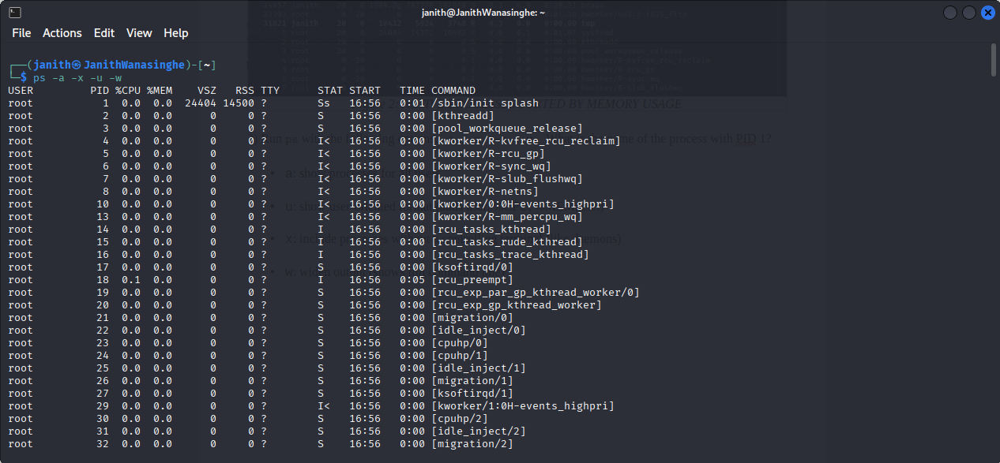 janith@JanithWanasinghe: ~
File Actions Edit View Help
┌──(janith㉿JanithWanasinghe)-[~]
└─$ ps -a -x -u -w
USER PID %CPU %MEM VSZ RSS TTY STAT START TIME COMMAND
root 1 0.0 0.0 24404 14500 ? Ss 16:56 0:01 /sbin/init splash
root 2 0.0 0.0 0 0 ? S 16:56 0:00 [kthreadd]
root 3 0.0 0.0 0 0 ? S 16:56 0:00 [pool_workqueue_release]
root 4 0.0 0.0 0 0 ? I< 16:56 0:00 [kworker/R-kvfree_rcu_reclaim]
root 5 0.0 0.0 0 0 ? I< 16:56 0:00 [kworker/R-rcu_gp]
root 6 0.0 0.0 0 0 ? I< 16:56 0:00 [kworker/R-sync_wq]
root 7 0.0 0.0 0 0 ? I< 16:56 0:00 [kworker/R-slub_flushwq]
root 8 0.0 0.0 0 0 ? I< 16:56 0:00 [kworker/R-netns]
root 10 0.0 0.0 0 0 ? I< 16:56 0:00 [kworker/0:0H-events_highpri]
root 13 0.0 0.0 0 0 ? I< 16:56 0:00 [kworker/R-mm_percpu_wq]
root 14 0.0 0.0 0 0 ? I 16:56 0:00 [rcu_tasks_kthread]
root 15 0.0 0.0 0 0 ? I 16:56 0:00 [rcu_tasks_rude_kthread]
root 16 0.0 0.0 0 0 ? I 16:56 0:00 [rcu_tasks_trace_kthread]
root 17 0.0 0.0 0 0 ? S 16:56 0:00 [ksoftirqd/0]
root 18 0.1 0.0 0 0 ? I 16:56 0:05 [rcu_preempt]
root 19 0.0 0.0 0 0 ? S 16:56 0:00 [rcu_exp_par_gp_kthread_worker/0]
root 20 0.0 0.0 0 0 ? S 16:56 0:00 [rcu_exp_gp_kthread_worker]
root 21 0.0 0.0 0 0 ? S 16:56 0:00 [migration/0]
root 22 0.0 0.0 0 0 ? S 16:56 0:00 [idle_inject/0]
root 23 0.0 0.0 0 0 ? S 16:56 0:00 [cpuhp/0]
root 24 0.0 0.0 0 0 ? S 16:56 0:00 [cpuhp/1]
root 25 0.0 0.0 0 0 ? S 16:56 0:00 [idle_inject/1]
root 26 0.0 0.0 0 0 ? S 16:56 0:00 [migration/1]
root 27 0.0 0.0 0 0 ? S 16:56 0:00 [ksoftirqd/1]
root 29 0.0 0.0 0 0 ? I< 16:56 0:00 [kworker/1:0H-events_highpri]
root 30 0.0 0.0 0 0 ? S 16:56 0:00 [cpuhp/2]
root 31 0.0 0.0 0 0 ? S 16:56 0:00 [idle_inject/2]
root 32 0.0 0.0 0 0 ? S 16:56 0:00 [migration/2]